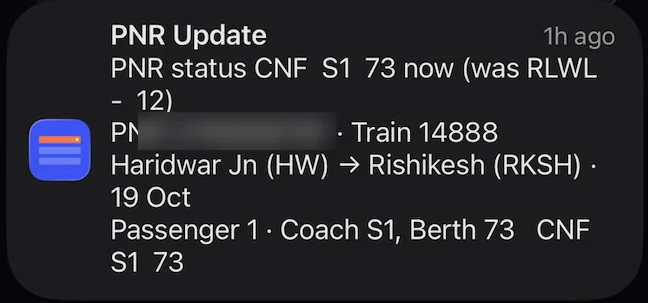 PNR Update
1h ago
PNR status CNF  S1  73 now (was RLWL
-  12)
PN · Train 14888
Haridwar Jn (HW) → Rishikesh (RKSH) ·
19 Oct
Passenger 1 · Coach S1, Berth 73   CNF
S1  73